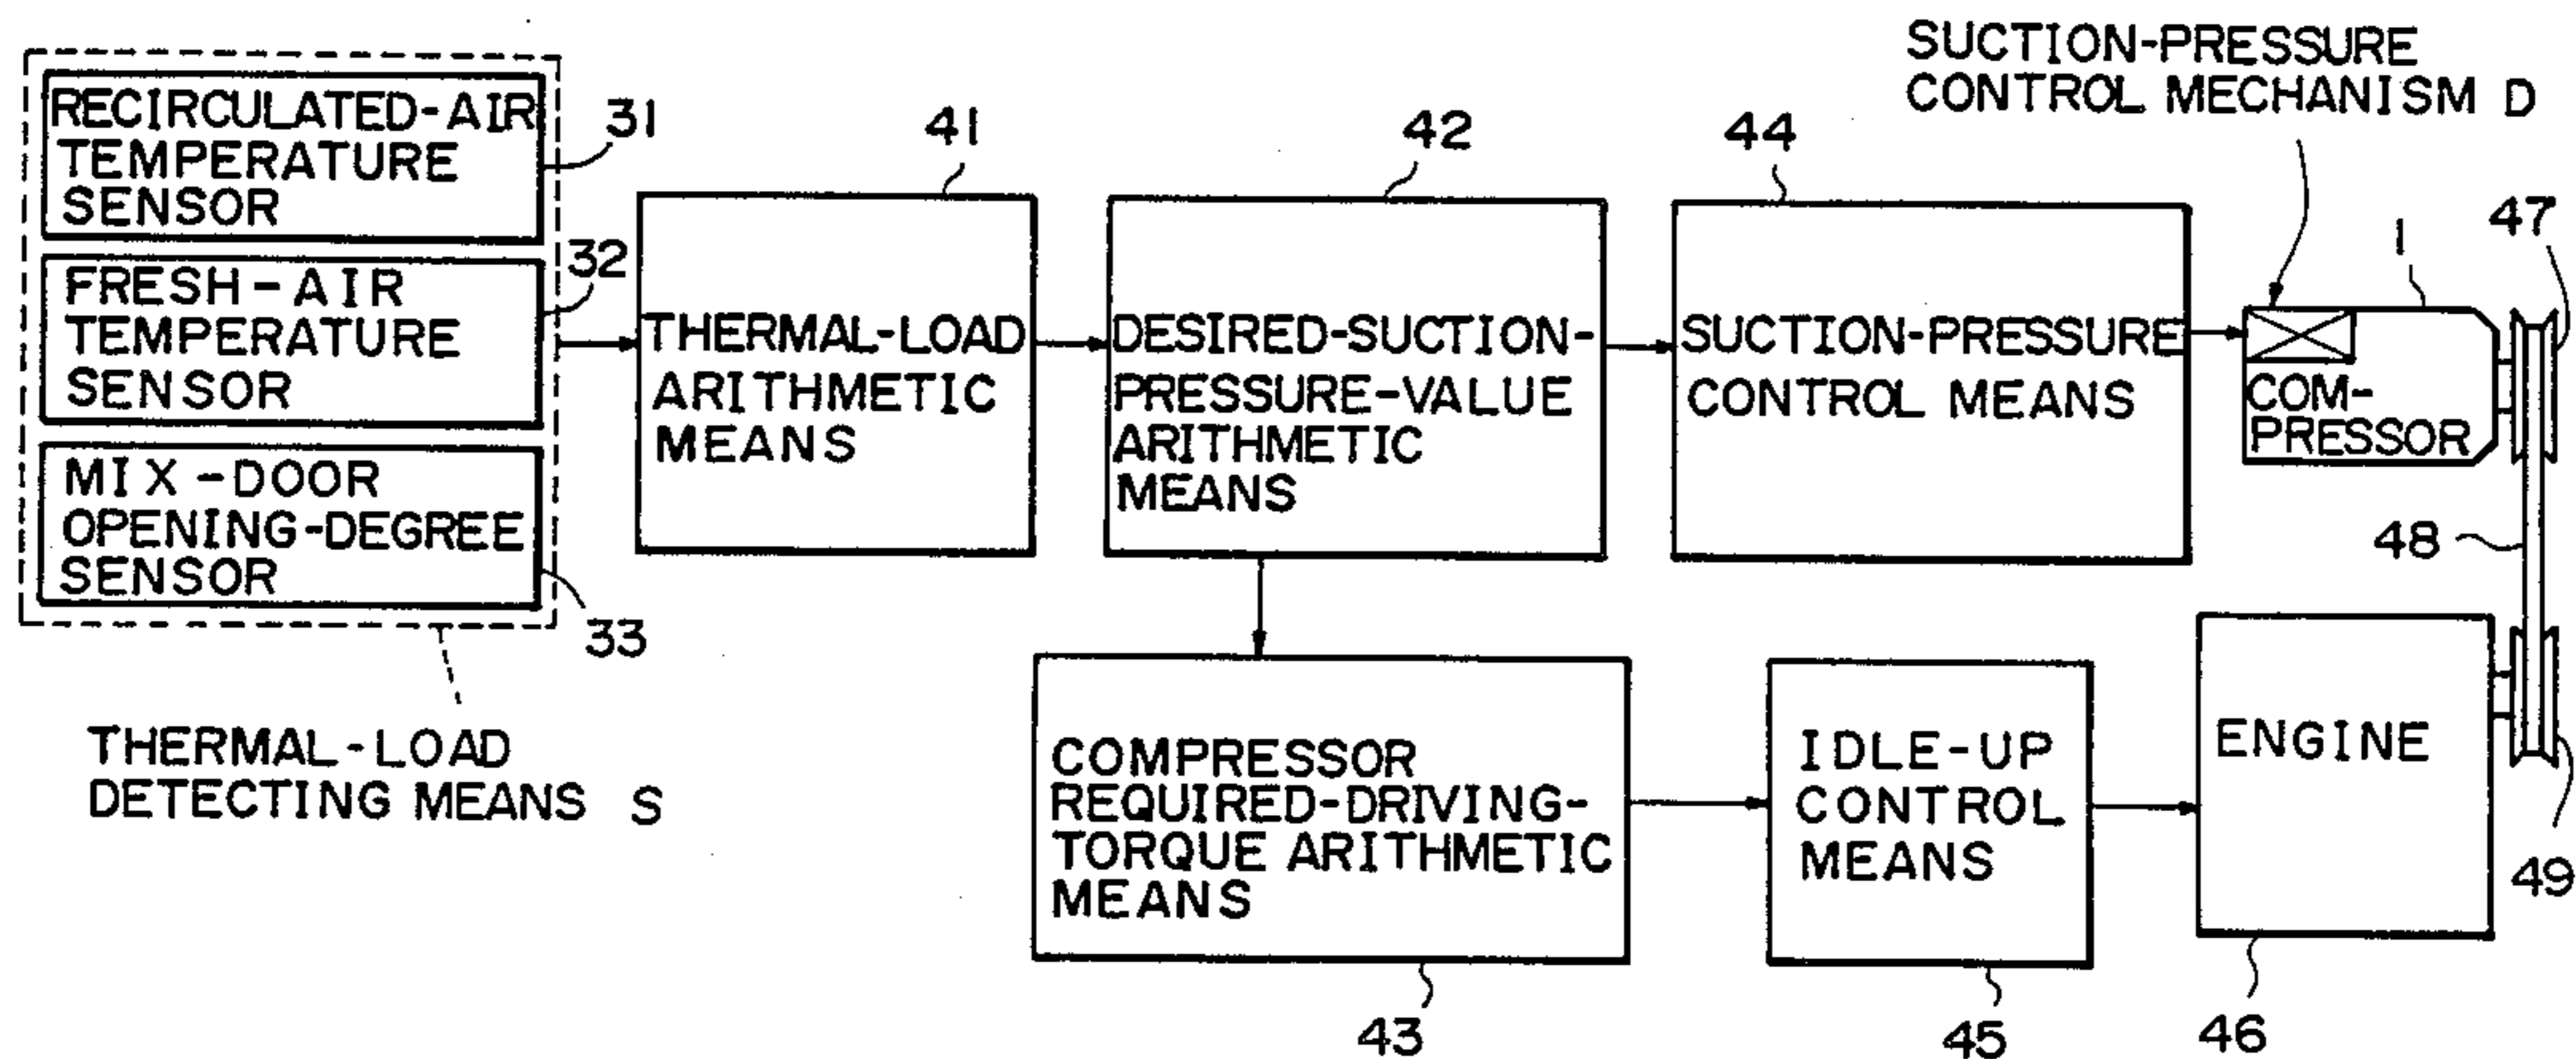 RECIRCULATED-AIR
TEMPERATURE
SENSOR
31
FRESH-AIR
TEMPERATURE
SENSOR
32
MIX-DOOR
OPENING-DEGREE
SENSOR
33
THERMAL-LOAD
DETECTING MEANS S
41
THERMAL-LOAD
ARITHMETIC
MEANS
42
DESIRED-SUCTION-
PRESSURE-VALUE
ARITHMETIC
MEANS
44
SUCTION-PRESSURE
CONTROL MEANS
SUCTION-PRESSURE
CONTROL MECHANISM D
1
COM-
PRESSOR
47
48
49
COMPRESSOR
REQUIRED-DRIVING-
TORQUE ARITHMETIC
MEANS
43
IDLE-UP
CONTROL
MEANS
45
ENGINE
46